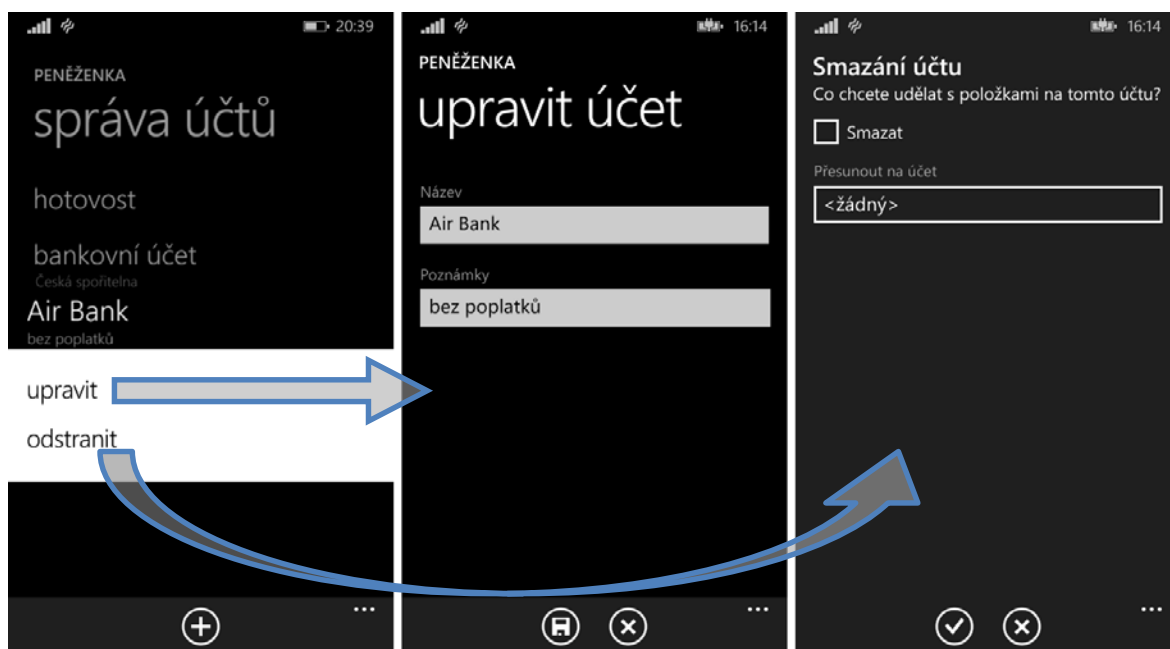 20:39
PENĚŽENKA
správa účtů
hotovost
bankovní účet
Česká spořitelna
Air Bank
bez poplatků
upravit
odstranit
16:14
PENĚŽENKA
upravit účet
Název
Air Bank
Poznámky
bez poplatků
16:14
Smazání účtu
Co chcete udělat s položkami na tomto účtu?
Smazat
Přesunout na účet
<žádný>